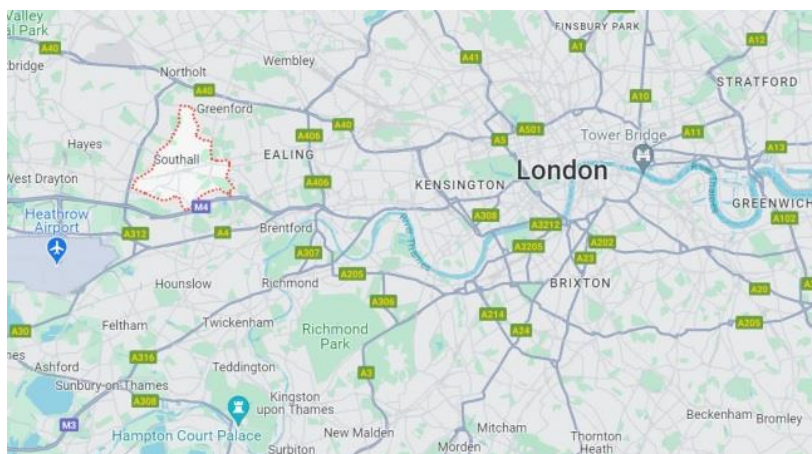 Valley
al Park
A40
xbridge
Northolt
Wembley
A41
FINSBURY PARK
A1
A12
STRATFORD
A40
Greenford
A10
Hayes
A406
A40
A501
A5
Tower Bridge
A11
A13
Southall
EALING
London
West Drayton
A406
KENSINGTON
M4
GREENWICH
Heathrow
Airport
A312
A4
Brentford
A308
A3212
A102
A307
River Thames
A3205
A202
A23
Hounslow
Richmond
A205
BRIXTON
A20
A306
Feltham
Twickenham
A214
A205
A30
Richmond
Park
A24
A316
Ashford
Teddington
A3
Sunbury-on-Thames
A308
Kingston
upon Thames
M3
Hampton Court Palace
New Malden
Mitcham
Beckenham
Bromley
Surbiton
Morden
Thornton
Heath